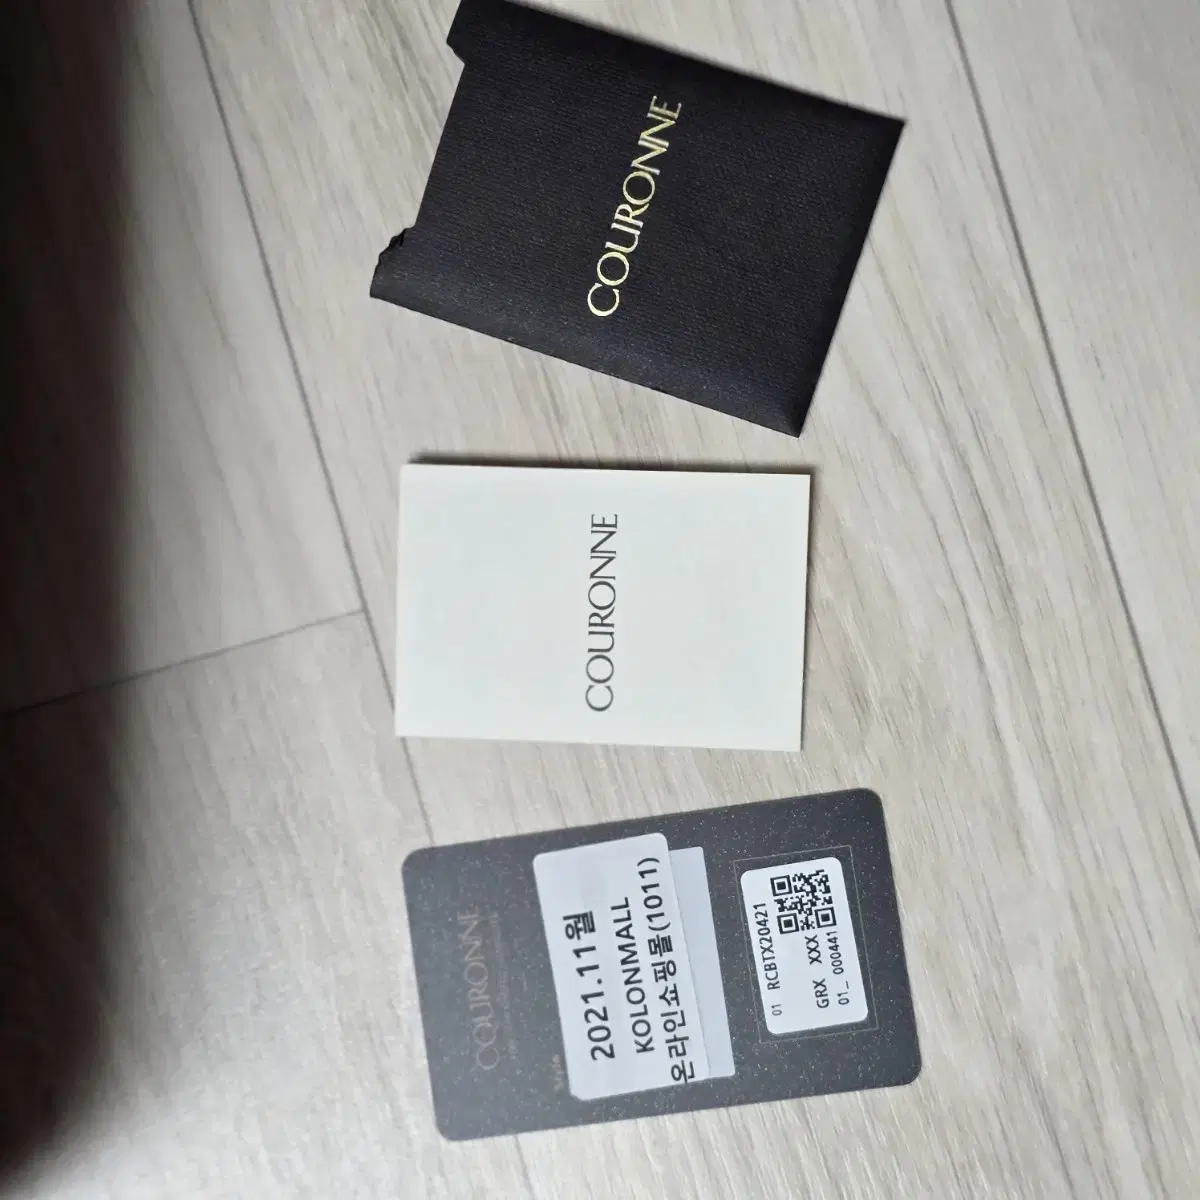 COURONNE
COURONNE
COURONNE
2021.11월
KOLONMALL
온라인쇼핑몰(1011)
01 RCBTX20421
GRX XXX
01_ 000441